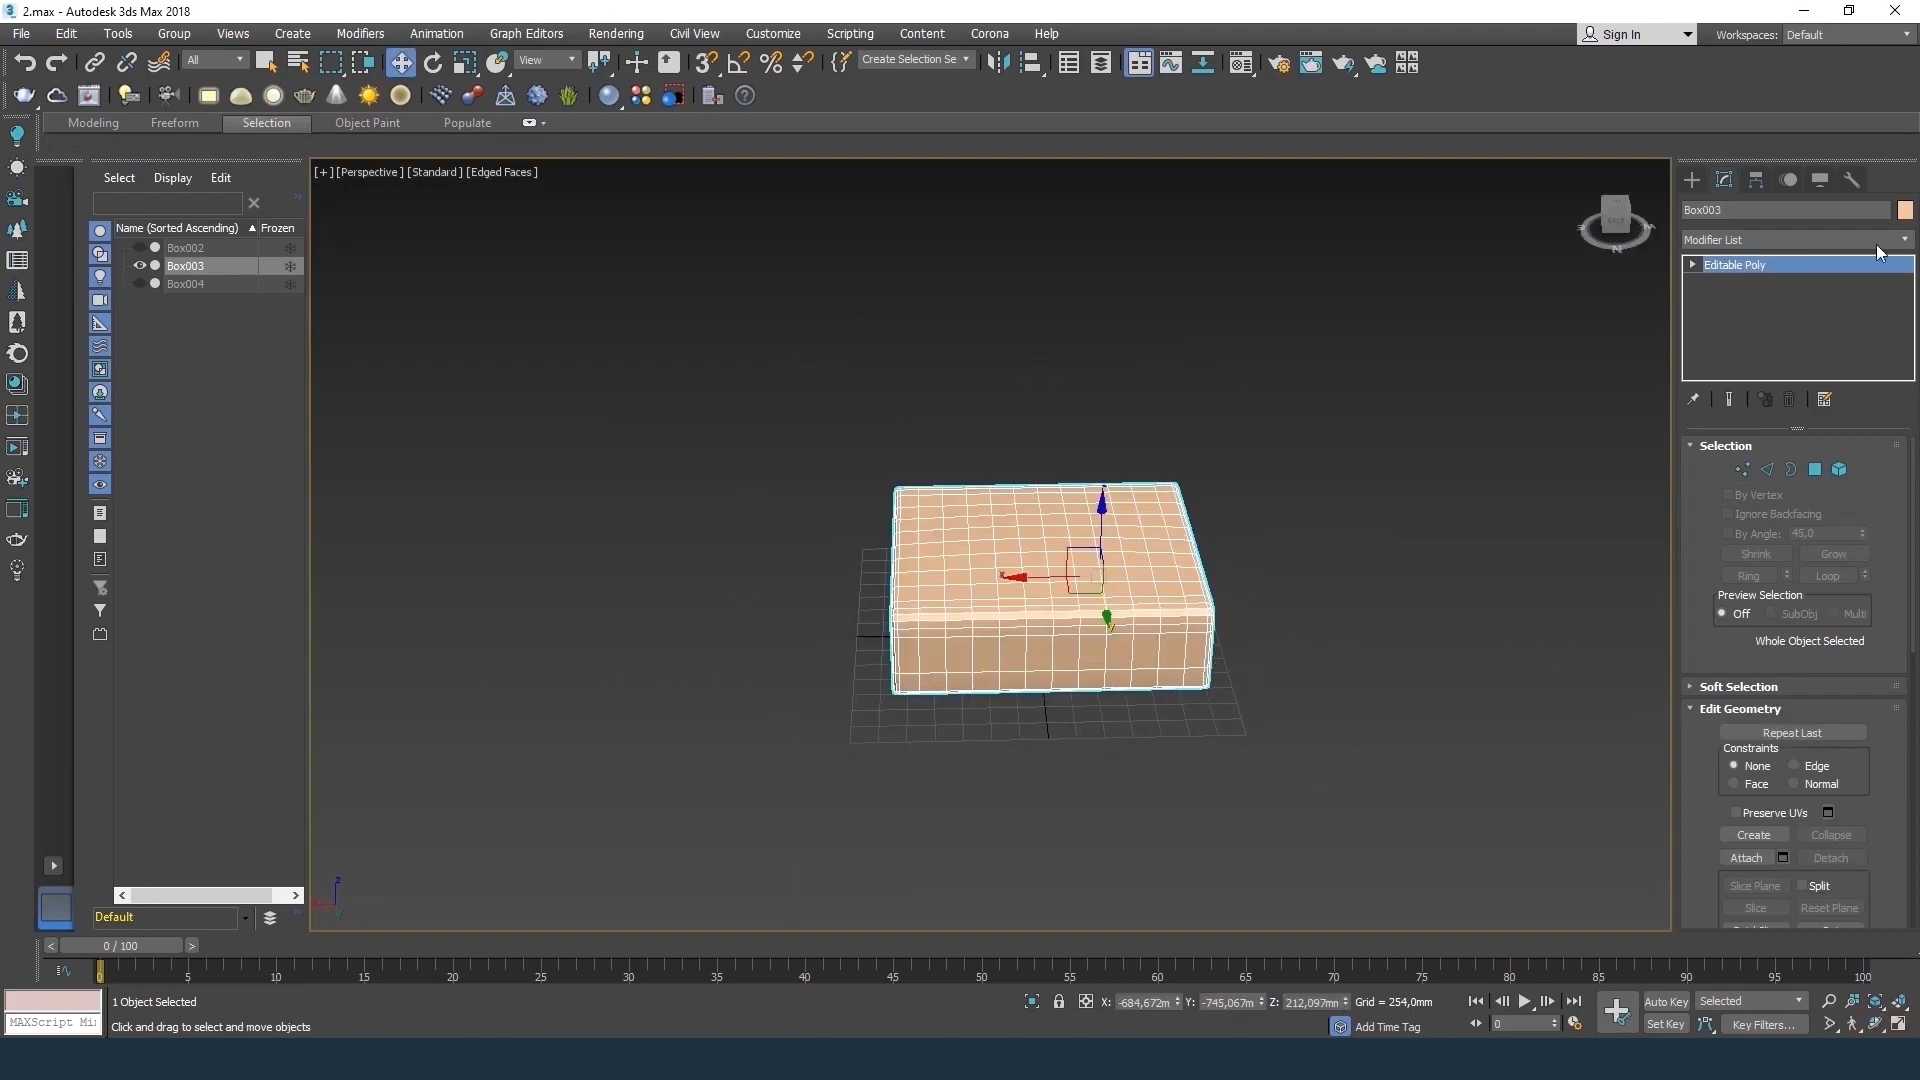 2.max - Autodesk 3ds Max 2018
File Edit Tools Group Views Create Modifiers Animation Graph Editors Rendering Civil View Customize Scripting Content Corona Help
Sign In Workspaces: Default
All View Create Selection Se
Modeling Freeform Selection Object Paint Populate
Select Display Edit
[+] [Perspective] [Standard] [Edged Faces]
Name (Sorted Ascending) Frozen
Box002
Box003
Box004
BACK
N
Box003
Modifier List
Editable Poly
Selection
By Vertex
Ignore Backfacing
By Angle: 45,0
Shrink Grow
Ring Loop
Preview Selection
Off SubObj Multi
Whole Object Selected
Soft Selection
Edit Geometry
Repeat Last
Constraints
None Edge
Face Normal
Preserve UVs
Create Collapse
Attach Detach
Slice Plane Split
Slice Reset Plane
z
Default
0 / 100
0 5 10 15 20 25 30 35 40 45 50 55 60 65 70 75 80 85 90 95 100
1 Object Selected X: -684,672m Y: -745,067m Z: 212,097mm Grid = 254,0mm Auto Key Selected
MAXScript Mi Click and drag to select and move objects Add Time Tag 0 Set Key Key Filters...